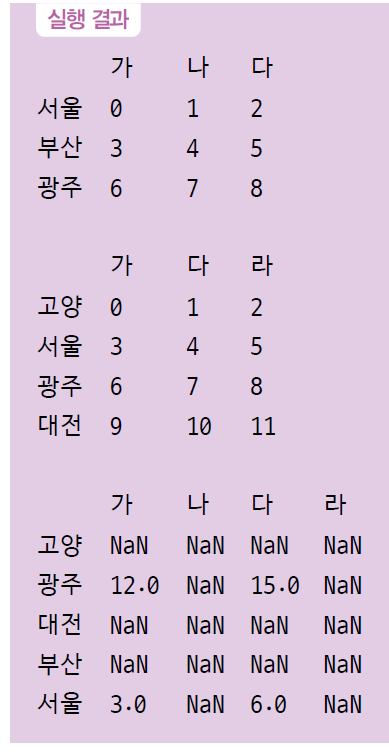 실행 결과
가 나 다
서울 0 1 2
부산 3 4 5
광주 6 7 8
가 다 라
고양 0 1 2
서울 3 4 5
광주 6 7 8
대전 9 10 11
가 나 다 라
고양 NaN NaN NaN NaN
광주 12.0 NaN 15.0 NaN
대전 NaN NaN NaN NaN
부산 NaN NaN NaN NaN
서울 3.0 NaN 6.0 NaN